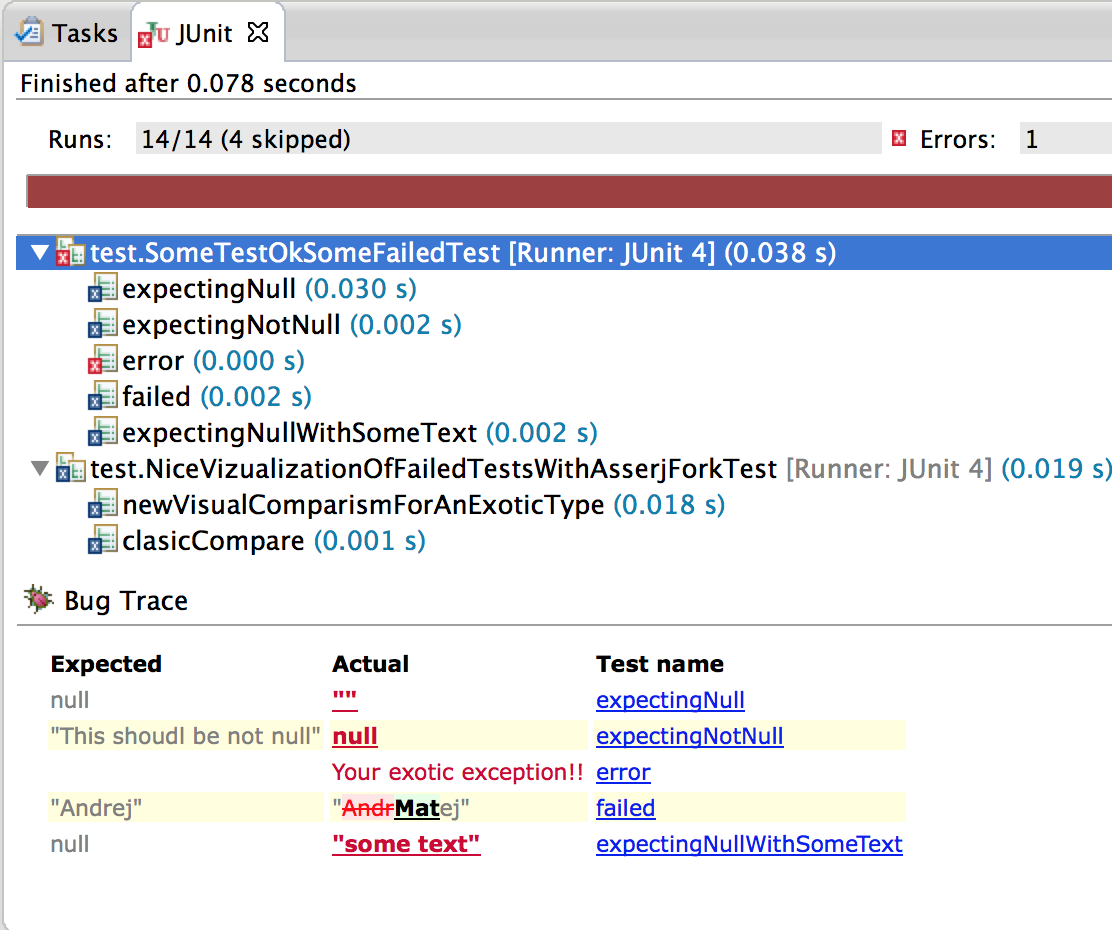 Tasks JUnit
Finished after 0.078 seconds
Runs: 14/14 (4 skipped) Errors: 1
test.SomeTestOkSomeFailedTest [Runner: JUnit 4] (0.038 s)
expectingNull (0.030 s)
expectingNotNull (0.002 s)
error (0.000 s)
failed (0.002 s)
expectingNullWithSomeText (0.002 s)
test.NiceVizualizationOfFailedTestsWithAsserjForkTest [Runner: JUnit 4] (0.019 s)
newVisualComparismForAnExoticType (0.018 s)
clasicCompare (0.001 s)
Bug Trace
Expected Actual Test name
null "" expectingNull
"This shoudl be not null" null expectingNotNull
Your exotic exception!! error
"Andrej" "AndrMatej" failed
null "some text" expectingNullWithSomeText